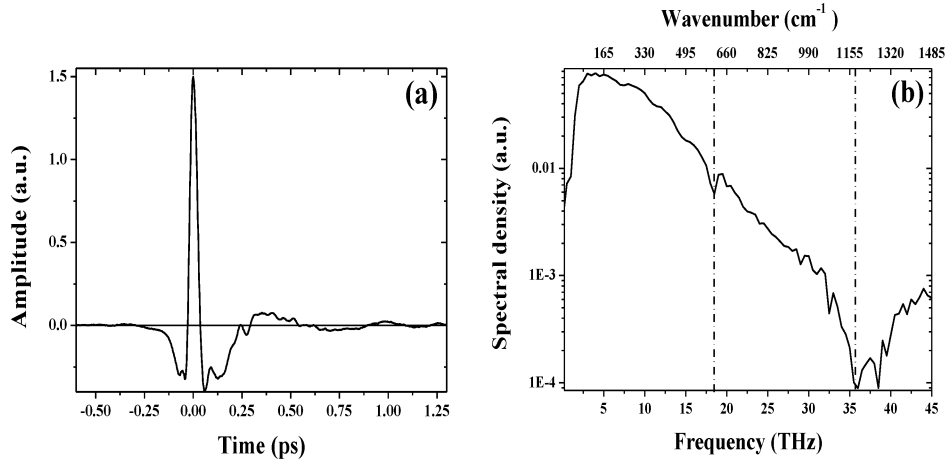 (a)
Amplitude (a.u.)
1.5
1.0
0.5
0.0
-0.50 -0.25 0.00 0.25 0.50 0.75 1.00 1.25
Time (ps)
Wavenumber (cm-1)
165 330 495 660 825 990 1155 1320 1485
(b)
Spectral density (a.u.)
0.01
1E-3
1E-4
5 10 15 20 25 30 35 40 45
Frequency (THz)